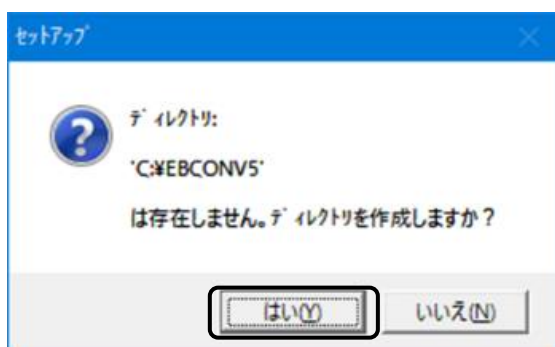 ｾｯﾄｱｯﾌﾟ
ﾃﾞｨﾚｸﾄﾘ:
'C:¥EBCONV5'
は存在しません。ﾃﾞｨﾚｸﾄﾘを作成しますか？
はい(Y)
いいえ(N)